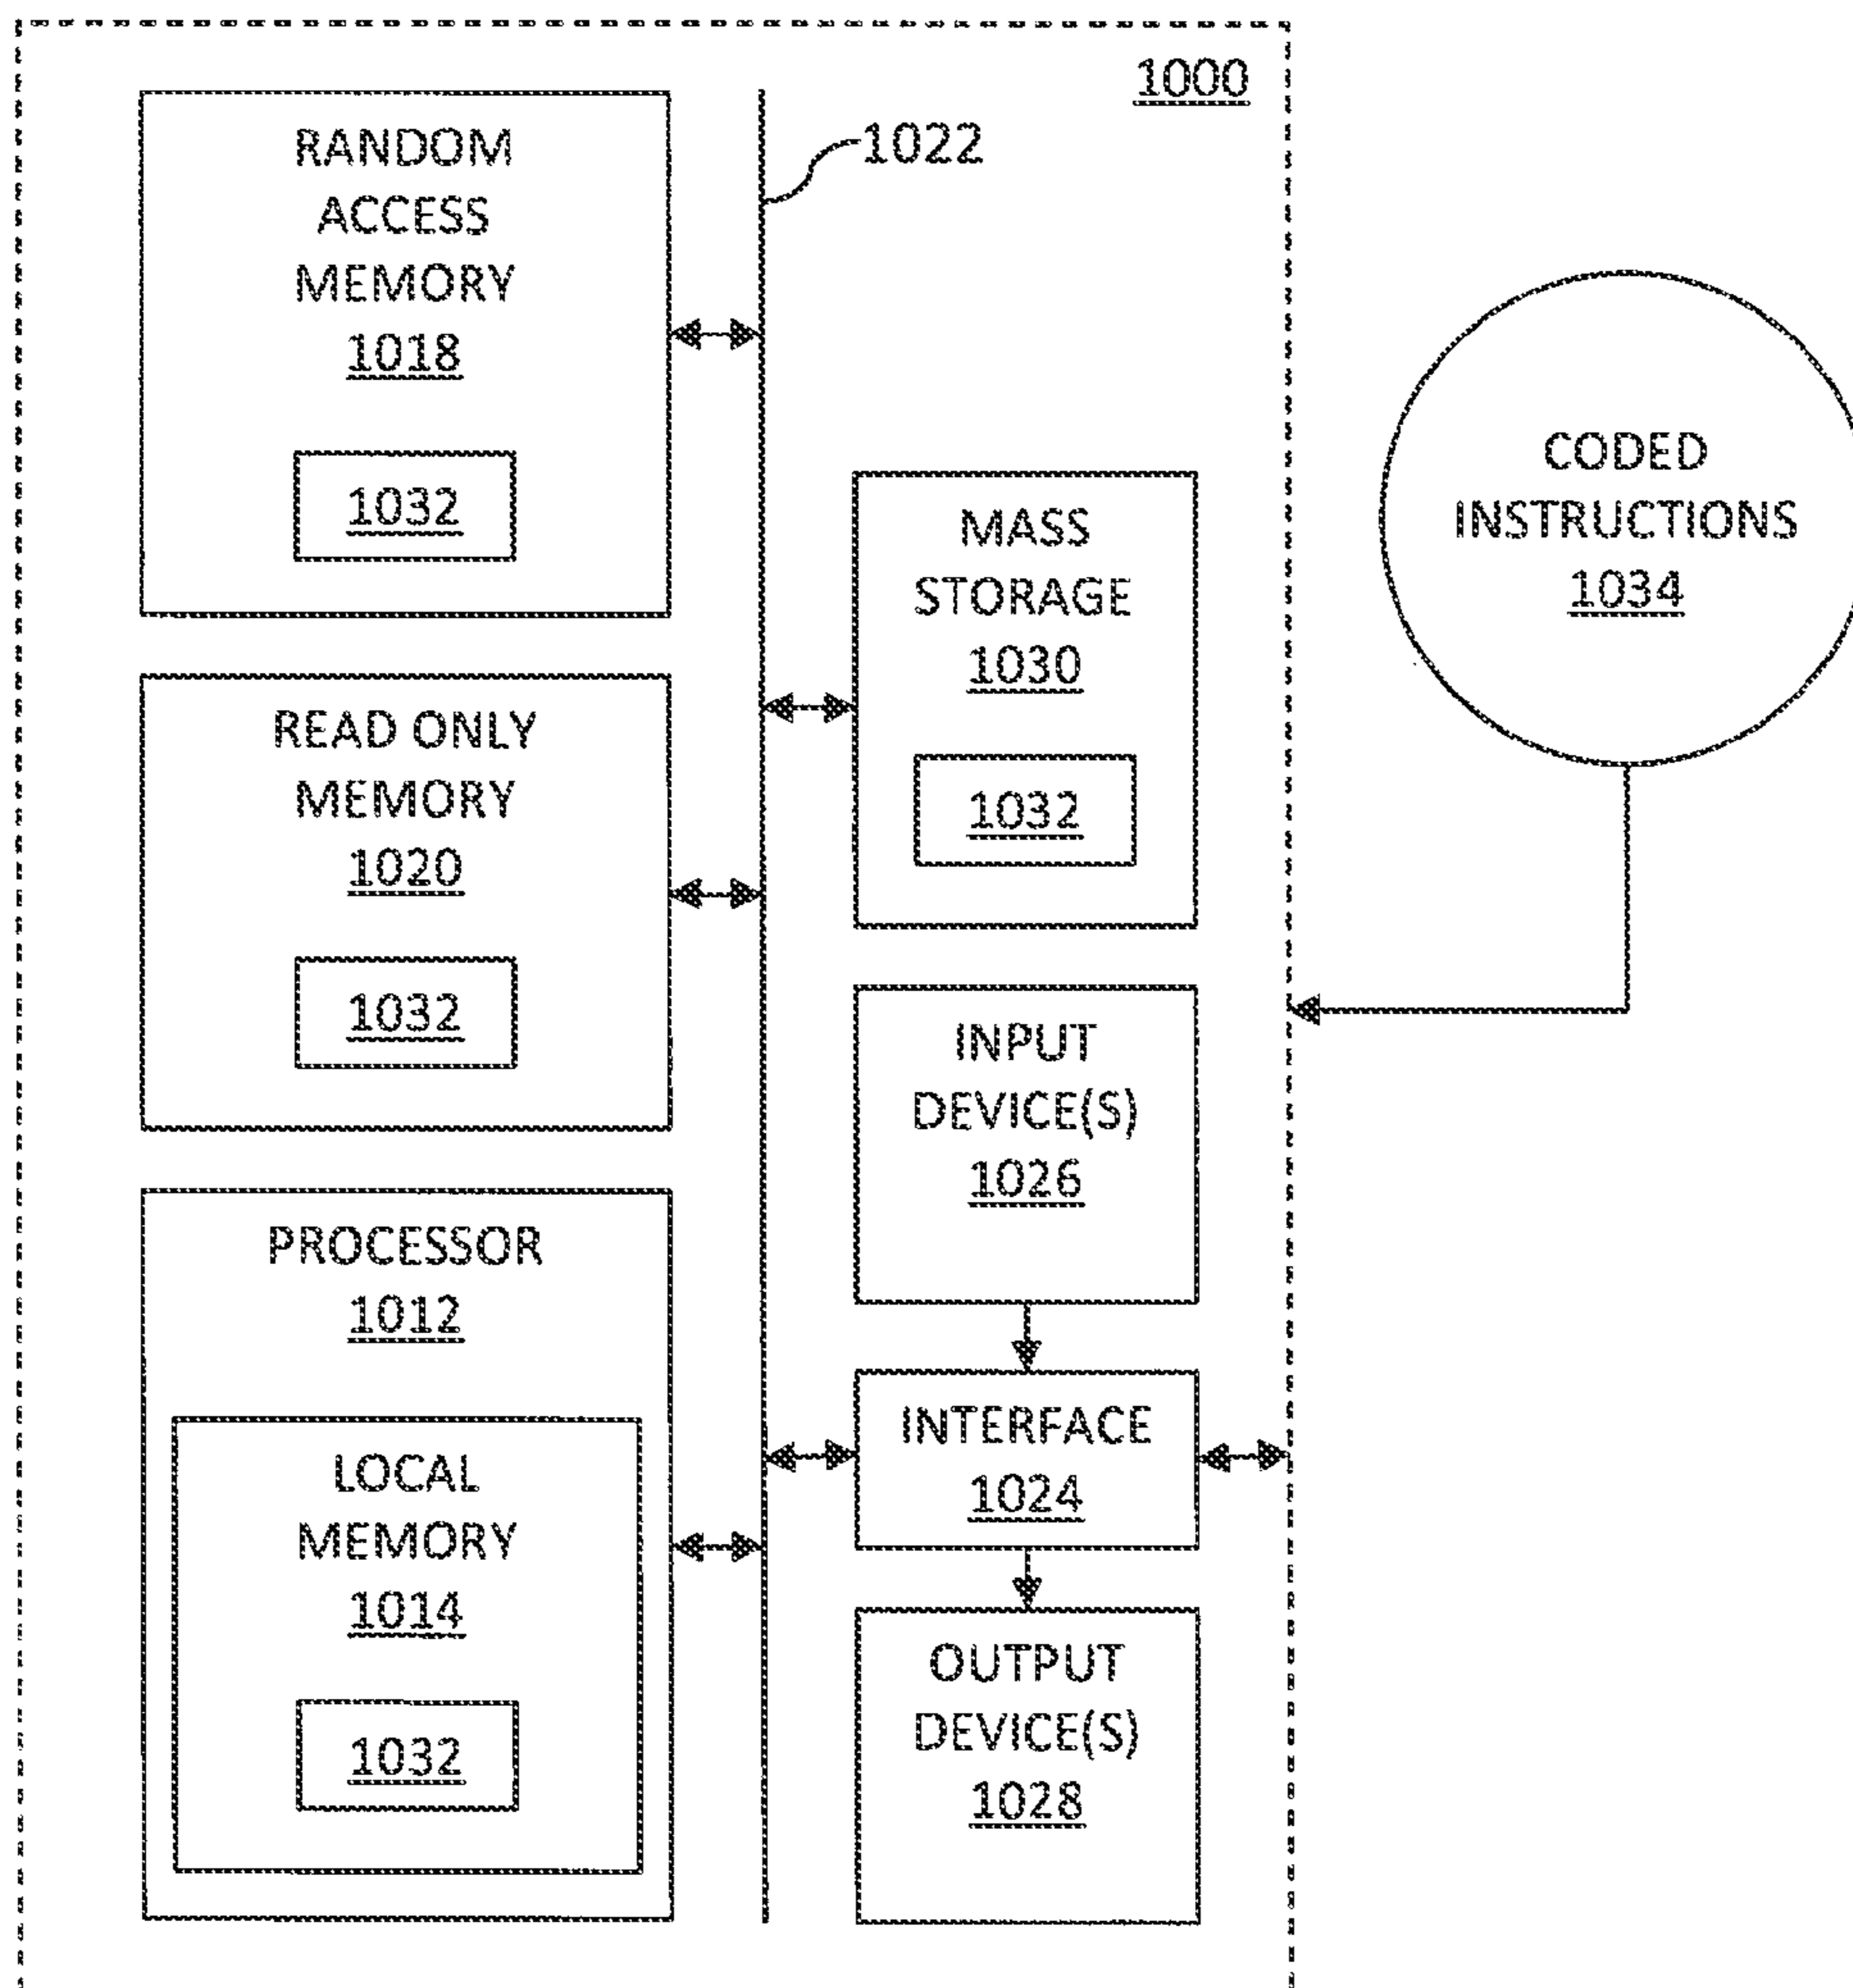 1000
1022
RANDOM
ACCESS
MEMORY
1018
1032
READ ONLY
MEMORY
1020
1032
PROCESSOR
1012
LOCAL
MEMORY
1014
1032
MASS
STORAGE
1030
1032
INPUT
DEVICE(S)
1026
INTERFACE
1024
OUTPUT
DEVICE(S)
1028
CODED
INSTRUCTIONS
1034